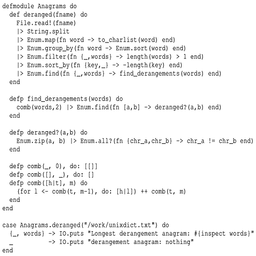 defmodule Anagrams do
  def deranged(fname) do
    File.read!(fname)
    |> String.split
    |> Enum.map(fn word -> to_charlist(word) end)
    |> Enum.group_by(fn word -> Enum.sort(word) end)
    |> Enum.filter(fn {_,words} -> length(words) > 1 end)
    |> Enum.sort_by(fn {key,_} -> -length(key) end)
    |> Enum.find(fn {_,words} -> find_derangements(words) end)
  end

  defp find_derangements(words) do
    comb(words,2) |> Enum.find(fn [a,b] -> deranged?(a,b) end)
  end

  defp deranged?(a,b) do
    Enum.zip(a, b) |> Enum.all?(fn {chr_a,chr_b} -> chr_a != chr_b end)
  end

  defp comb(_, 0), do: [[]]
  defp comb([], _), do: []
  defp comb([h|t], m) do
    (for l <- comb(t, m-1), do: [h|l]) ++ comb(t, m)
  end
end

case Anagrams.deranged("/work/unixdict.txt") do
  {_, words} -> IO.puts "Longest derangement anagram: #{inspect words}"
  _          -> IO.puts "derangement anagram: nothing"
end